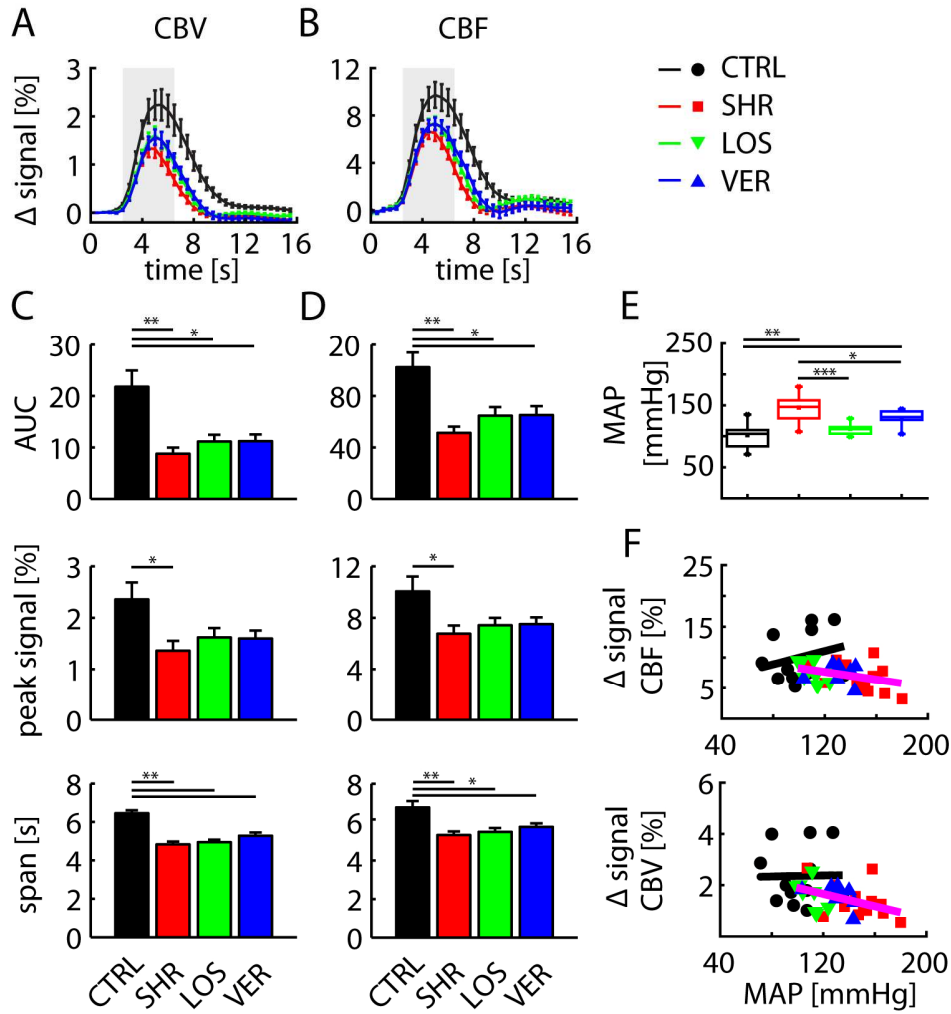 A
CBV
B
CBF
Δ signal [%]
3
2
1
0
0 4 8 12 16
time [s]
12
8
4
0
0 4 8 12 16
time [s]
CTRL
SHR
LOS
VER
C
D
E
AUC
30
20
10
0
**
*
20
80
40
0
**
*
MAP
[mmHg]
250
150
50
**
*
***
peak signal [%]
3
2
1
0
*
12
8
4
0
*
F
Δ signal
CBF [%]
25
15
5
40 120 200
span [s]
8
6
4
2
0
**
8
6
4
2
0
**
*
Δ signal
CBV [%]
6
4
2
40 120 200
MAP [mmHg]
CTRL
SHR
LOS
VER
CTRL
SHR
LOS
VER